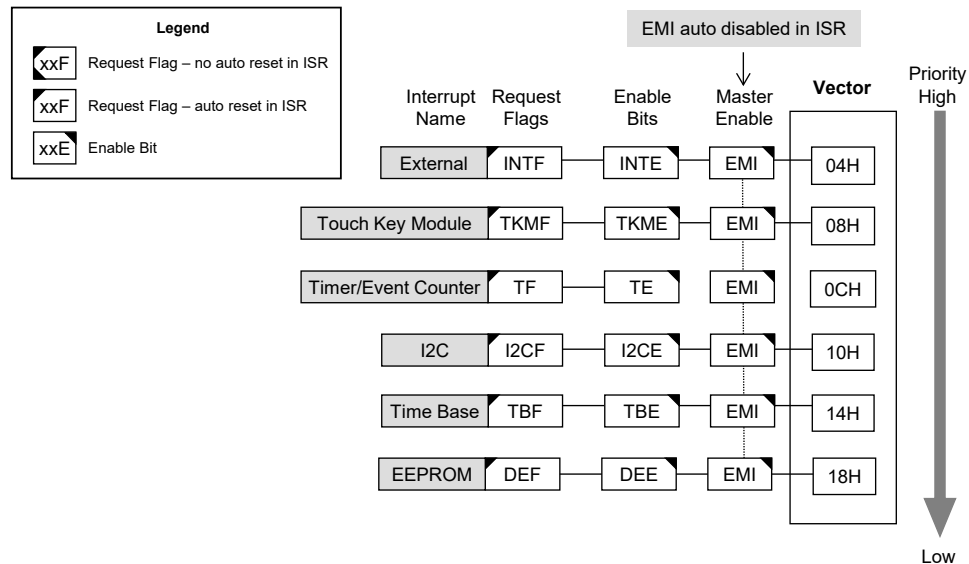 Legend
xxF Request Flag – no auto reset in ISR
xxF Request Flag – auto reset in ISR
xxE Enable Bit
EMI auto disabled in ISR
Interrupt Name
Request Flags
Enable Bits
Master Enable
Vector
Priority High
External INTF INTE EMI 04H
Touch Key Module TKMF TKME EMI 08H
Timer/Event Counter TF TE EMI 0CH
I2C I2CF I2CE EMI 10H
Time Base TBF TBE EMI 14H
EEPROM DEF DEE EMI 18H
Low